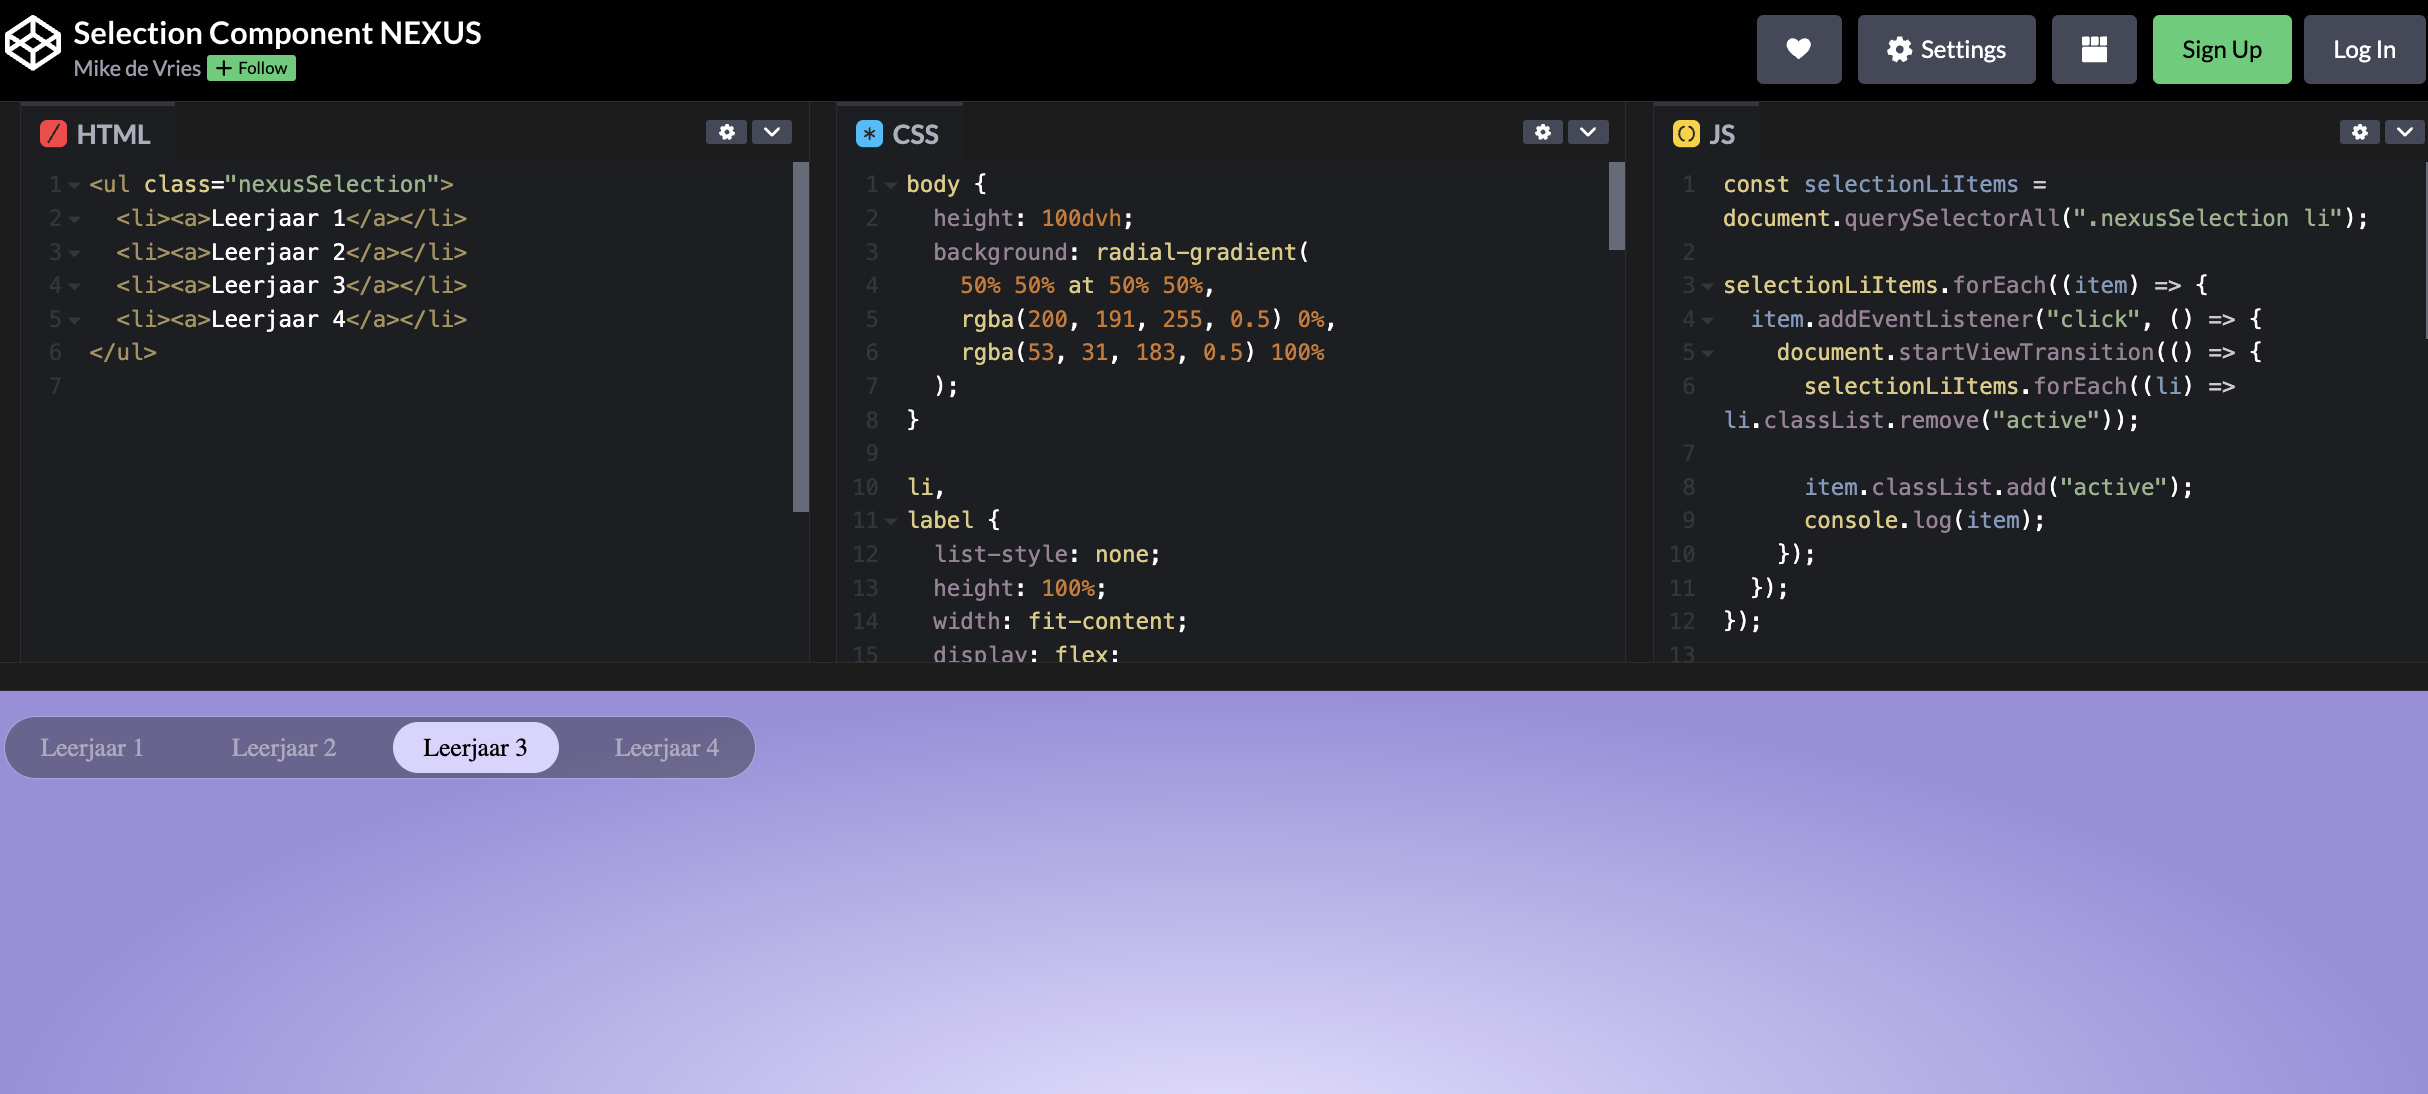 Selection Component NEXUS
Mike de Vries + Follow
Settings
Sign Up
Log In
HTML
1 <ul class="nexusSelection">
2 <li><a>Leerjaar 1</a></li>
3 <li><a>Leerjaar 2</a></li>
4 <li><a>Leerjaar 3</a></li>
5 <li><a>Leerjaar 4</a></li>
6 </ul>
7
CSS
1 body {
2 height: 100dvh;
3 background: radial-gradient(
4 50% 50% at 50% 50%,
5 rgba(200, 191, 255, 0.5) 0%,
6 rgba(53, 31, 183, 0.5) 100%
7 );
8 }
9
10 li,
11 label {
12 list-style: none;
13 height: 100%;
14 width: fit-content;
15 display: flex;
JS
1 const selectionLiItems =
document.querySelectorAll(".nexusSelection li");
2
3 selectionLiItems.forEach((item) => {
4 item.addEventListener("click", () => {
5 document.startViewTransition(() => {
6 selectionLiItems.forEach((li) =>
li.classList.remove("active"));
7
8 item.classList.add("active");
9 console.log(item);
10 });
11 });
12 });
13
Leerjaar 1
Leerjaar 2
Leerjaar 3
Leerjaar 4